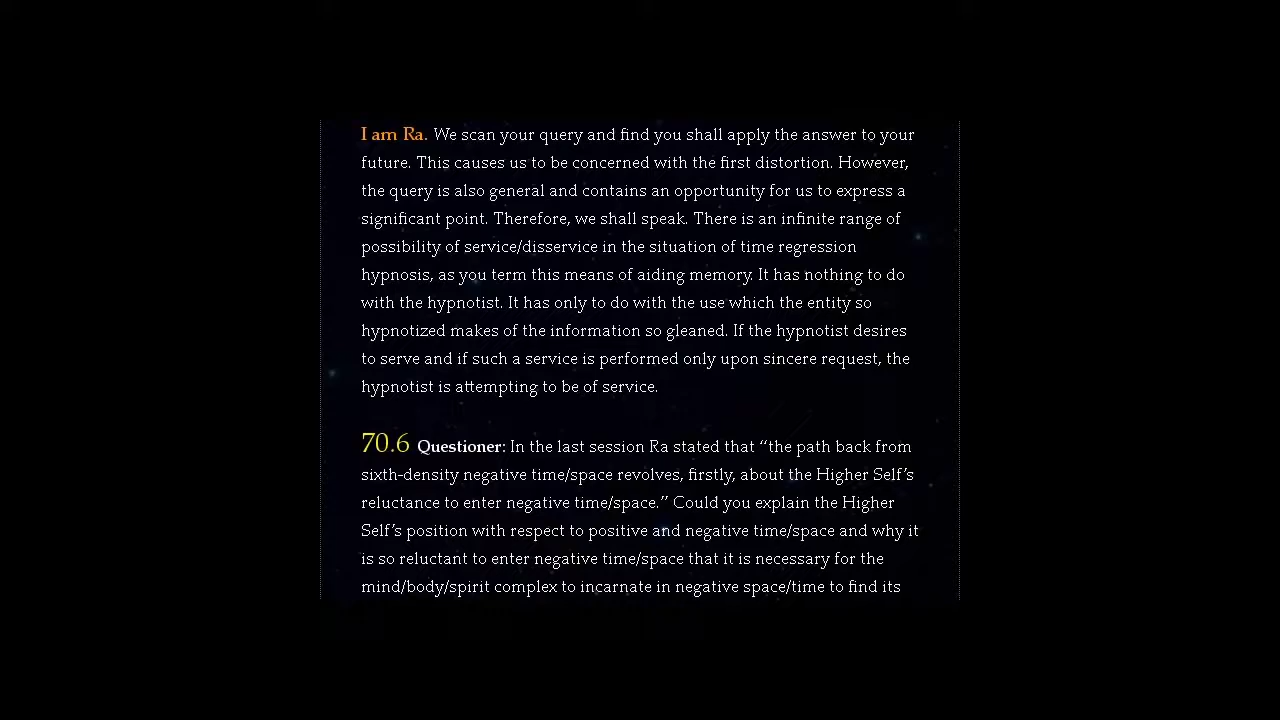 I am Ra. We scan your query and find you shall apply the answer to your
future. This causes us to be concerned with the first distortion. However,
the query is also general and contains an opportunity for us to express a
significant point. Therefore, we shall speak. There is an infinite range of
possibility of service/disservice in the situation of time regression
hypnosis, as you term this means of aiding memory. It has nothing to do
with the hypnotist. It has only to do with the use which the entity so
hypnotized makes of the information so gleaned. If the hypnotist desires
to serve and if such a service is performed only upon sincere request, the
hypnotist is attempting to be of service.
70.6 Questioner: In the last session Ra stated that “the path back from
sixth-density negative time/space revolves, firstly, about the Higher Self’s
reluctance to enter negative time/space.” Could you explain the Higher
Self’s position with respect to positive and negative time/space and why it
is so reluctant to enter negative time/space that it is necessary for the
mind/body/spirit complex to incarnate in negative space/time to find its